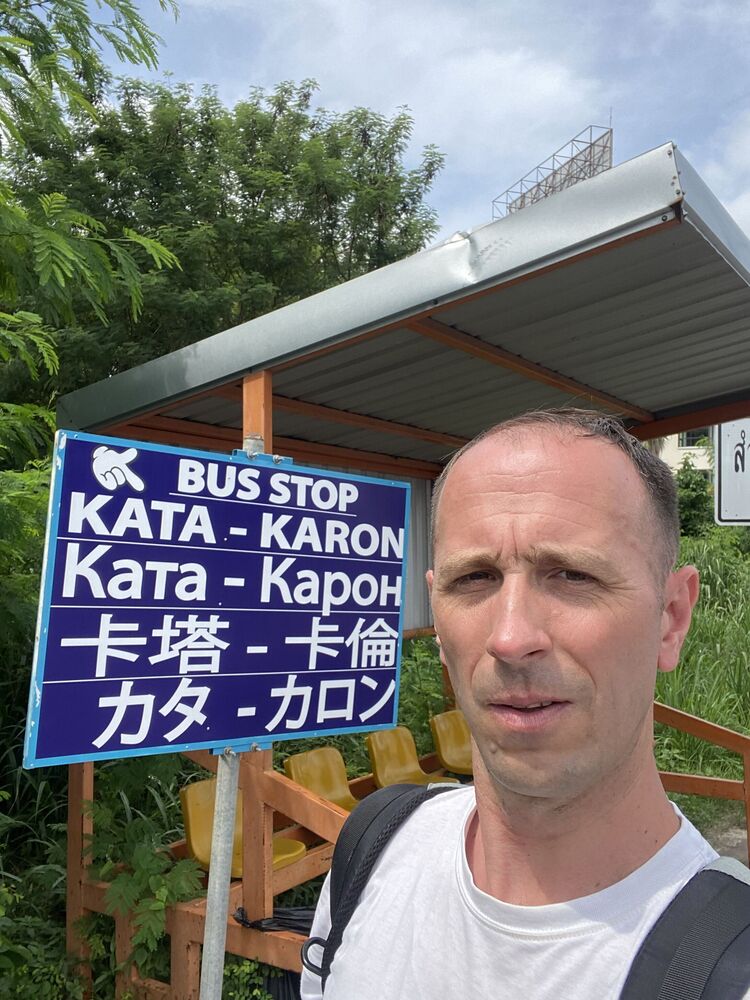 BUS STOP
KATA - KARON
Ката - Карон
卡塔 - 卡倫
カタ - カロン